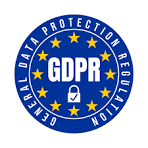 GENERAL DATA PROTECTION REGULATION
GDPR